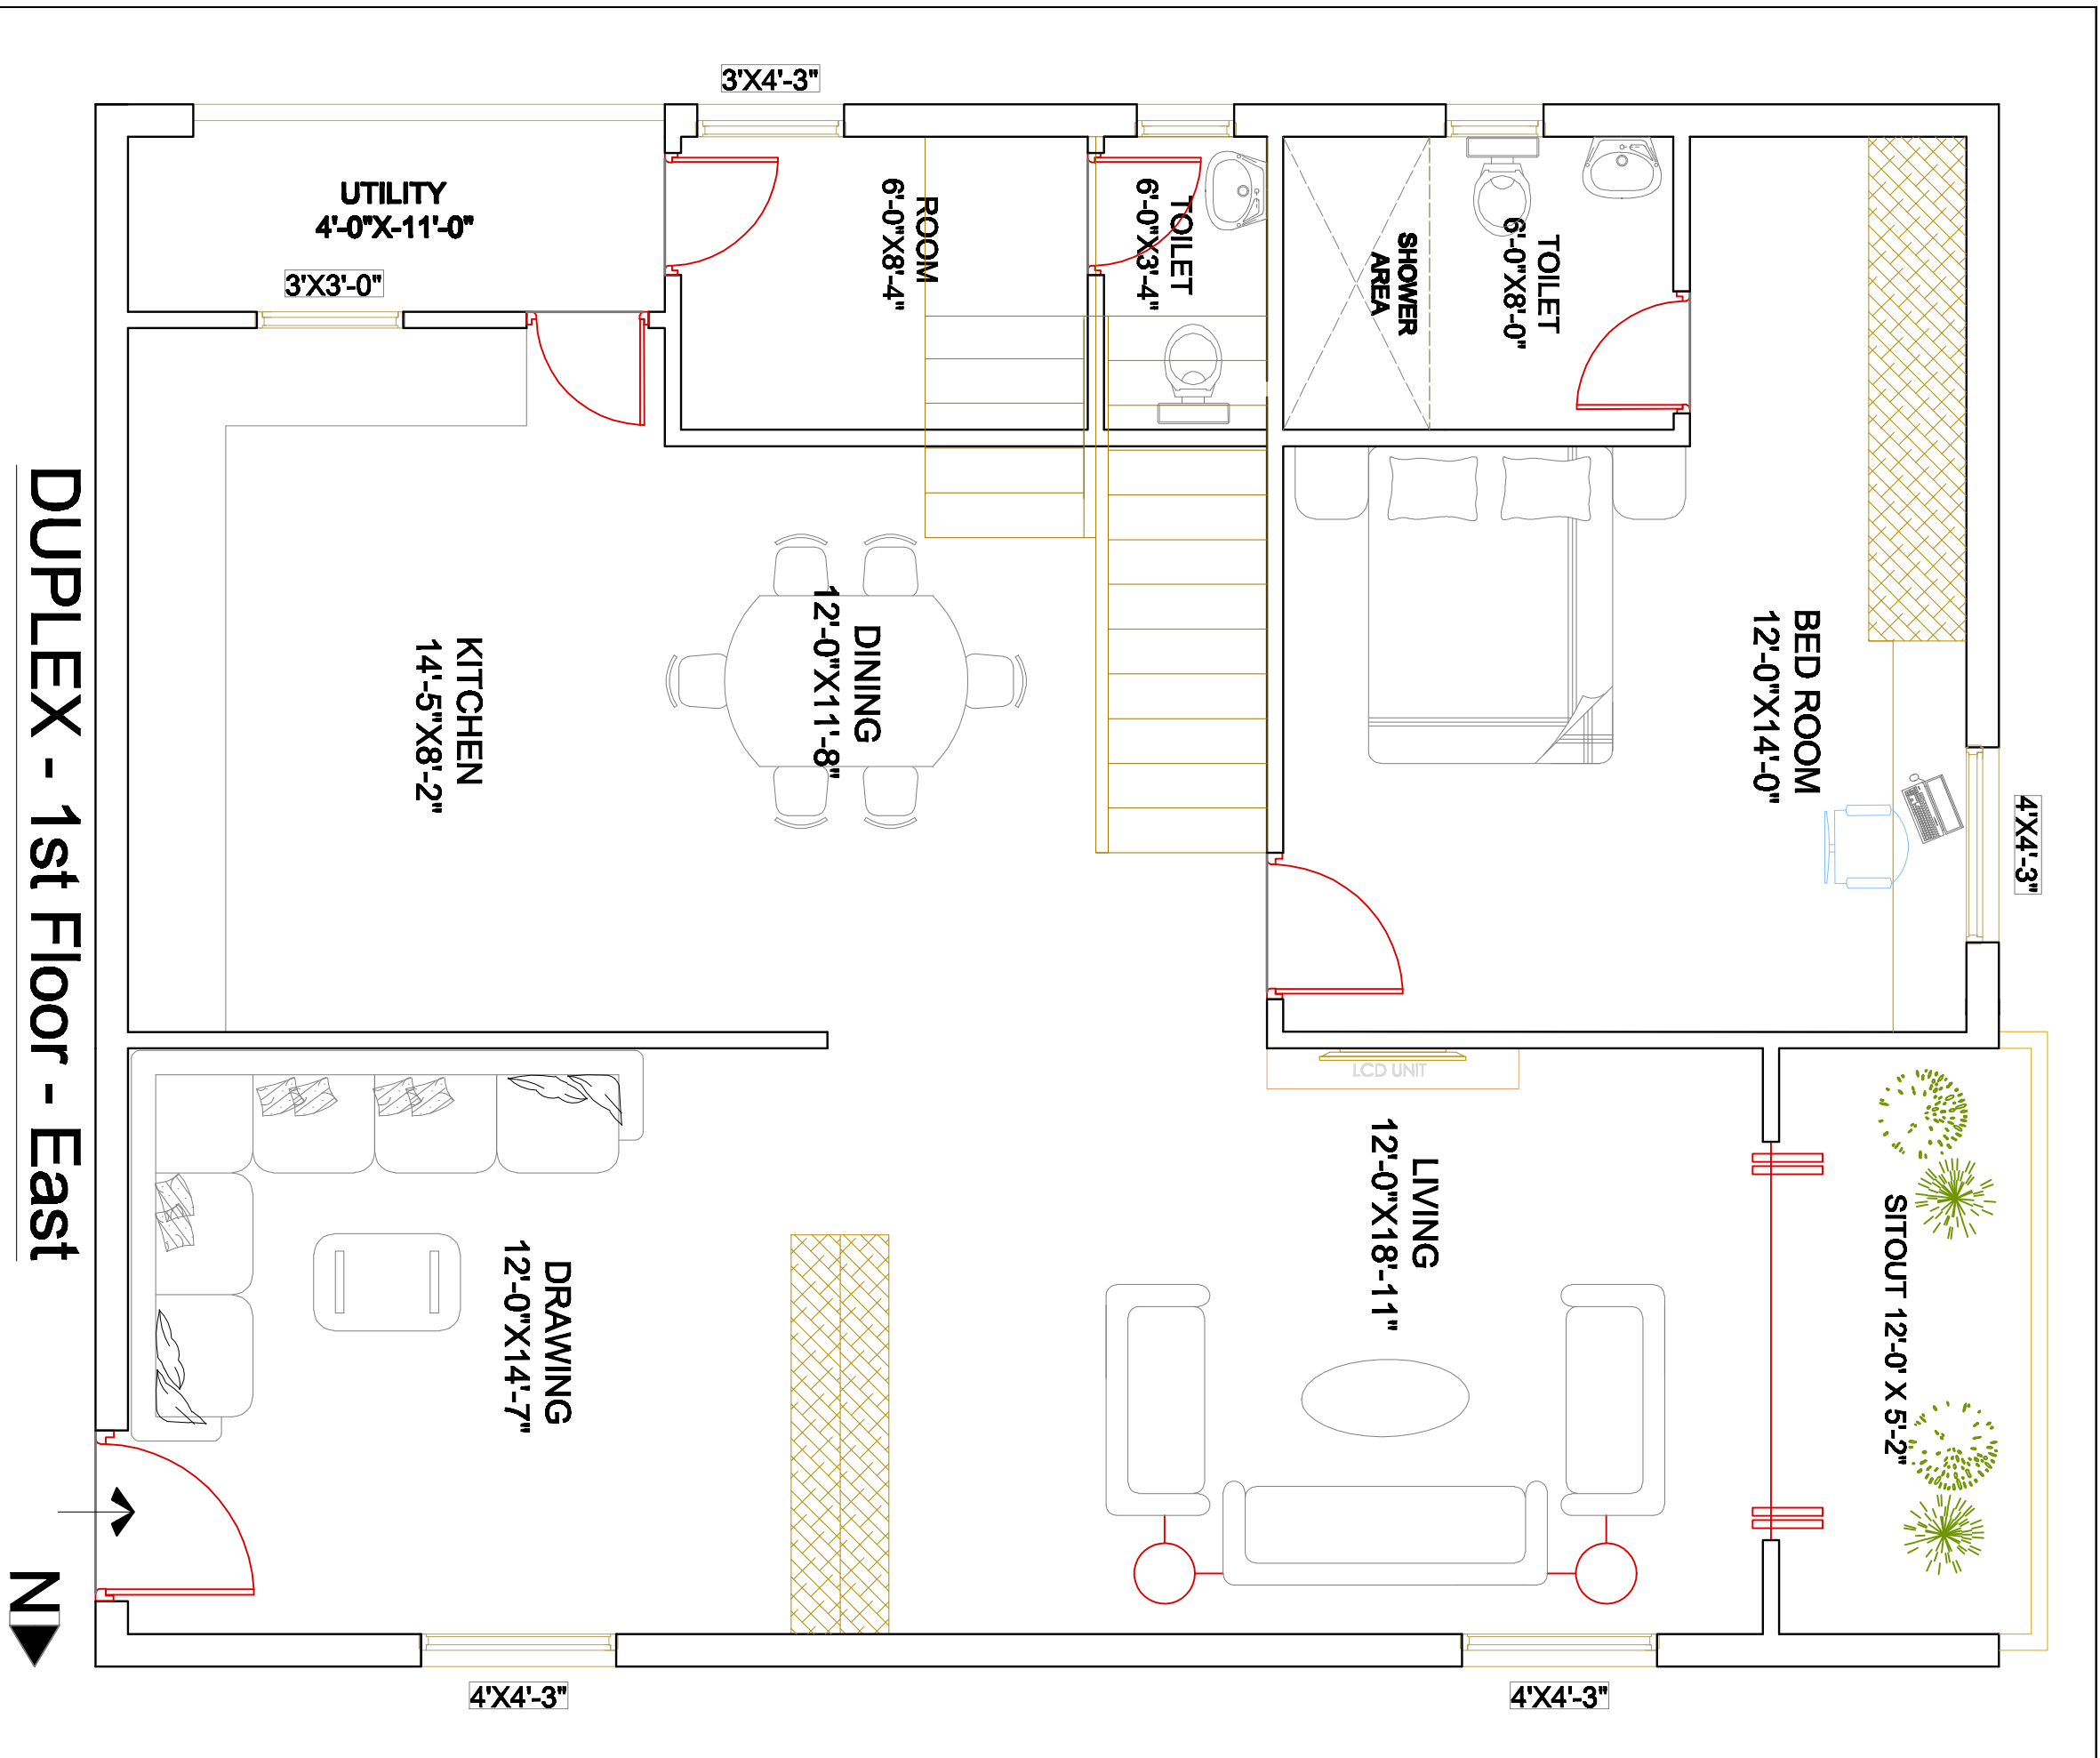 3'X4'-3"
UTILITY
4'-0"X-11'-0"
3'X3'-0"
ROOM
6'-0"X8'-4"
TOILET
6'-0"X3'-4"
SHOWER
AREA
TOILET
6'-0"X8'-0"
BED ROOM
12'-0"X14'-0"
4'X4'-3"
DINING
12'-0"X11'-8"
KITCHEN
14'-5"X8'-2"
LCD UNIT
LIVING
12'-0"X18'-11"
SITOUT 12'-0' X 5'-2"
DRAWING
12'-0"X14'-7"
4'X4'-3"
4'X4'-3"
DUPLEX - 1st Floor - East
N